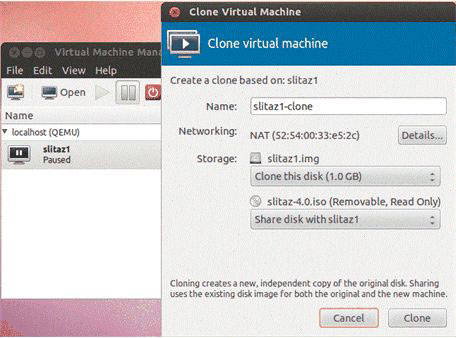 Clone Virtual Machine
Clone virtual machine
Create a clone based on: slitaz1
Name: slitaz1-clone
Networking: NAT (52:54:00:33:e5:2c) Details...
Storage: slitaz1.img
Clone this disk (1.0 GB)
slitaz-4.0.iso (Removable, Read Only)
Share disk with slitaz1
Cloning creates a new, independent copy of the original disk. Sharing
uses the existing disk image for both the original and the new machine.
Cancel Clone
Virtual Machine Mana
File Edit View Help
Open
Name
localhost (QEMU)
slitaz1
Paused